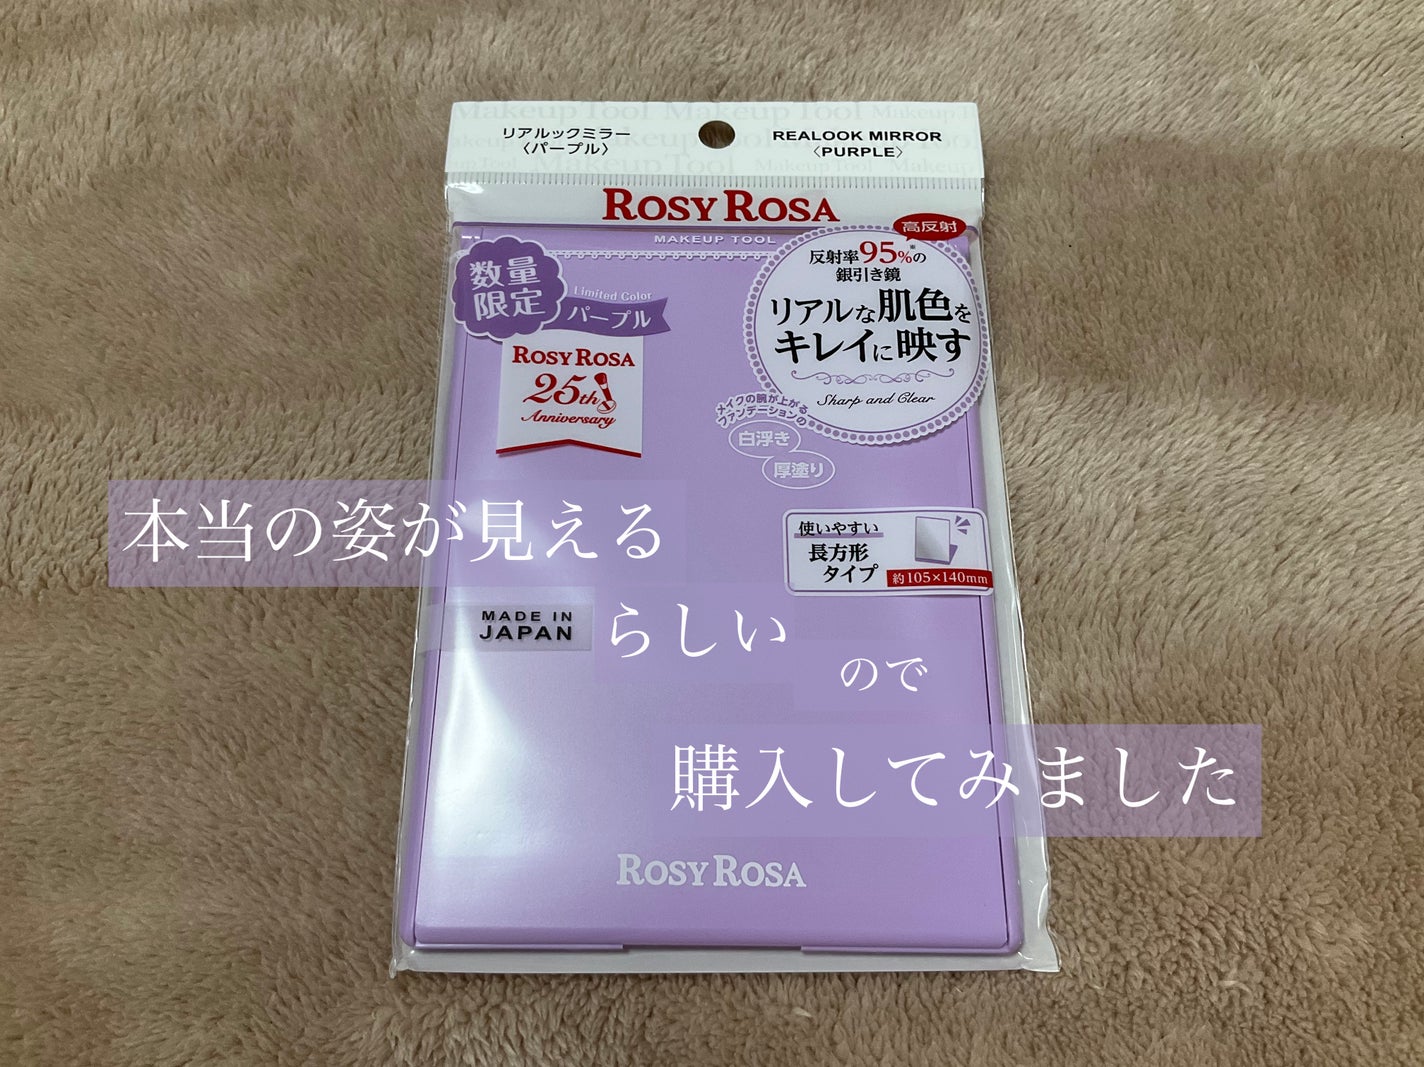 リアルックミラー
〈パープル〉
REALOOK MIRROR
〈PURPLE〉
ROSY ROSA
MAKEUP TOOL
高反射
反射率95%※の
銀引き鏡
リアルな肌色を
キレイに映す
Sharp and Clear
数量
限定
Limited Color
パープル
ROSY ROSA
25th
Anniversary
メイクの腕が上がる
ファンデーションの
白浮き
厚塗り
使いやすい
長方形
タイプ
約105×140mm
本当の姿が見える
MADE IN
JAPAN
らしい
ので
購入してみました
ROSY ROSA